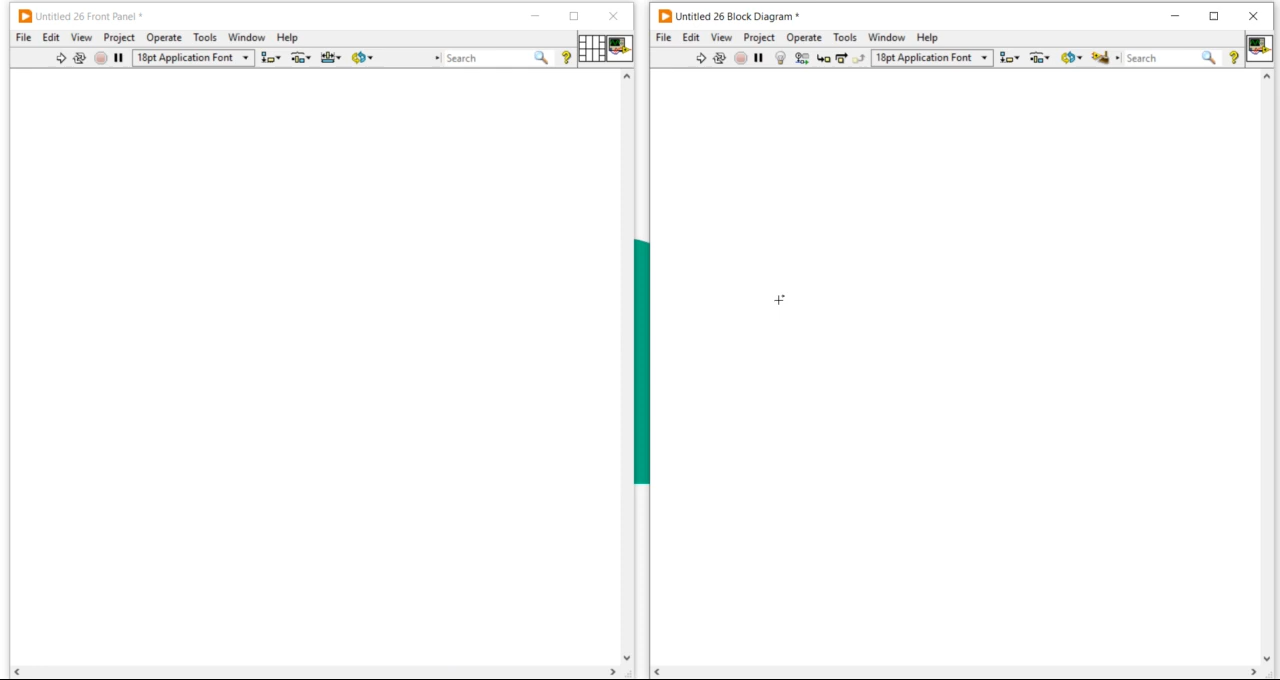 Untitled 26 Front Panel *
File Edit View Project Operate Tools Window Help
18pt Application Font
Search
?
Untitled 26 Block Diagram *
File Edit View Project Operate Tools Window Help
18pt Application Font
Search
?